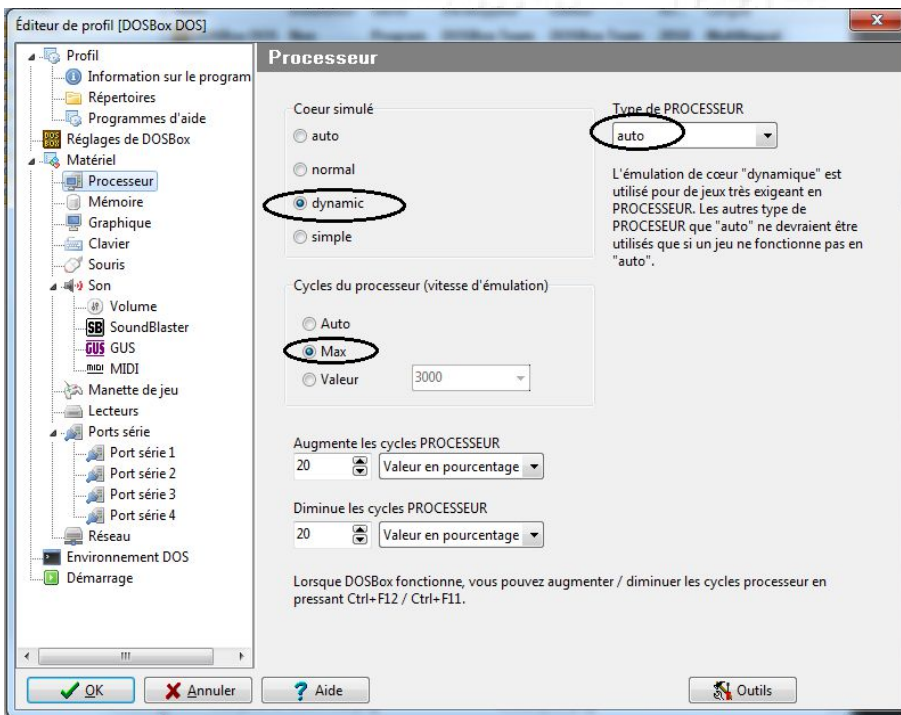 Éditeur de profil [DOSBox DOS]
Profil
Information sur le program
Répertoires
Programmes d'aide
Réglages de DOSBox
Matériel
Processeur
Mémoire
Graphique
Clavier
Souris
Son
Volume
SB SoundBlaster
GUS GUS
MIDI MIDI
Manette de jeu
Lecteurs
Ports série
Port série 1
Port série 2
Port série 3
Port série 4
Réseau
Environnement DOS
Démarrage
Processeur
Coeur simulé
auto
normal
dynamic
simple
Type de PROCESSEUR
auto
L'émulation de cœur "dynamique" est
utilisé pour de jeux très exigeant en
PROCESSEUR. Les autres type de
PROCESEUR que "auto" ne devraient être
utilisés que si un jeu ne fonctionne pas en
"auto".
Cycles du processeur (vitesse d'émulation)
Auto
Max
Valeur 3000
Augmente les cycles PROCESSEUR
20 Valeur en pourcentage
Diminue les cycles PROCESSEUR
20 Valeur en pourcentage
Lorsque DOSBox fonctionne, vous pouvez augmenter / diminuer les cycles processeur en
pressant Ctrl+F12 / Ctrl+F11.
OK
Annuler
? Aide
Outils